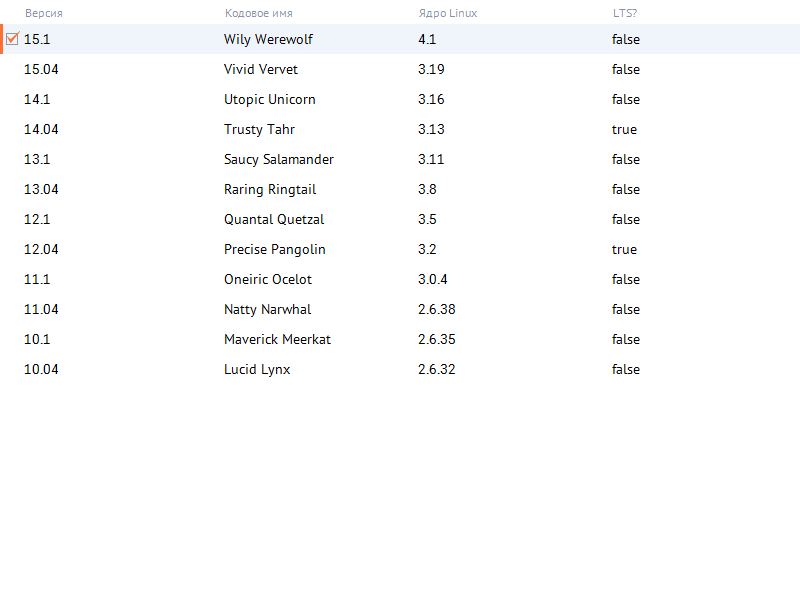 Версия Кодовое имя Ядро Linux LTS?
15.1 Wily Werewolf 4.1 false
15.04 Vivid Vervet 3.19 false
14.1 Utopic Unicorn 3.16 false
14.04 Trusty Tahr 3.13 true
13.1 Saucy Salamander 3.11 false
13.04 Raring Ringtail 3.8 false
12.1 Quantal Quetzal 3.5 false
12.04 Precise Pangolin 3.2 true
11.1 Oneiric Ocelot 3.0.4 false
11.04 Natty Narwhal 2.6.38 false
10.1 Maverick Meerkat 2.6.35 false
10.04 Lucid Lynx 2.6.32 false